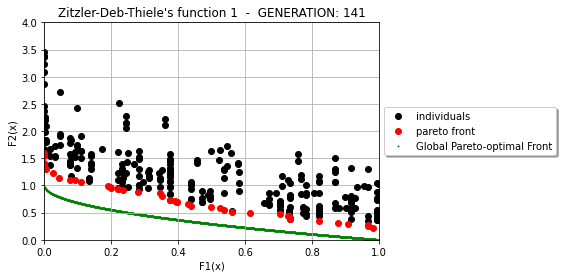 Zitzler-Deb-Thiele's function 1 - GENERATION: 141
4.0
3.5
3.0
2.5
2.0
1.5
1.0
0.5
0.0
F2(x)
0.0 0.2 0.4 0.6 0.8 1.0
F1(x)
individuals
pareto front
Global Pareto-optimal Front